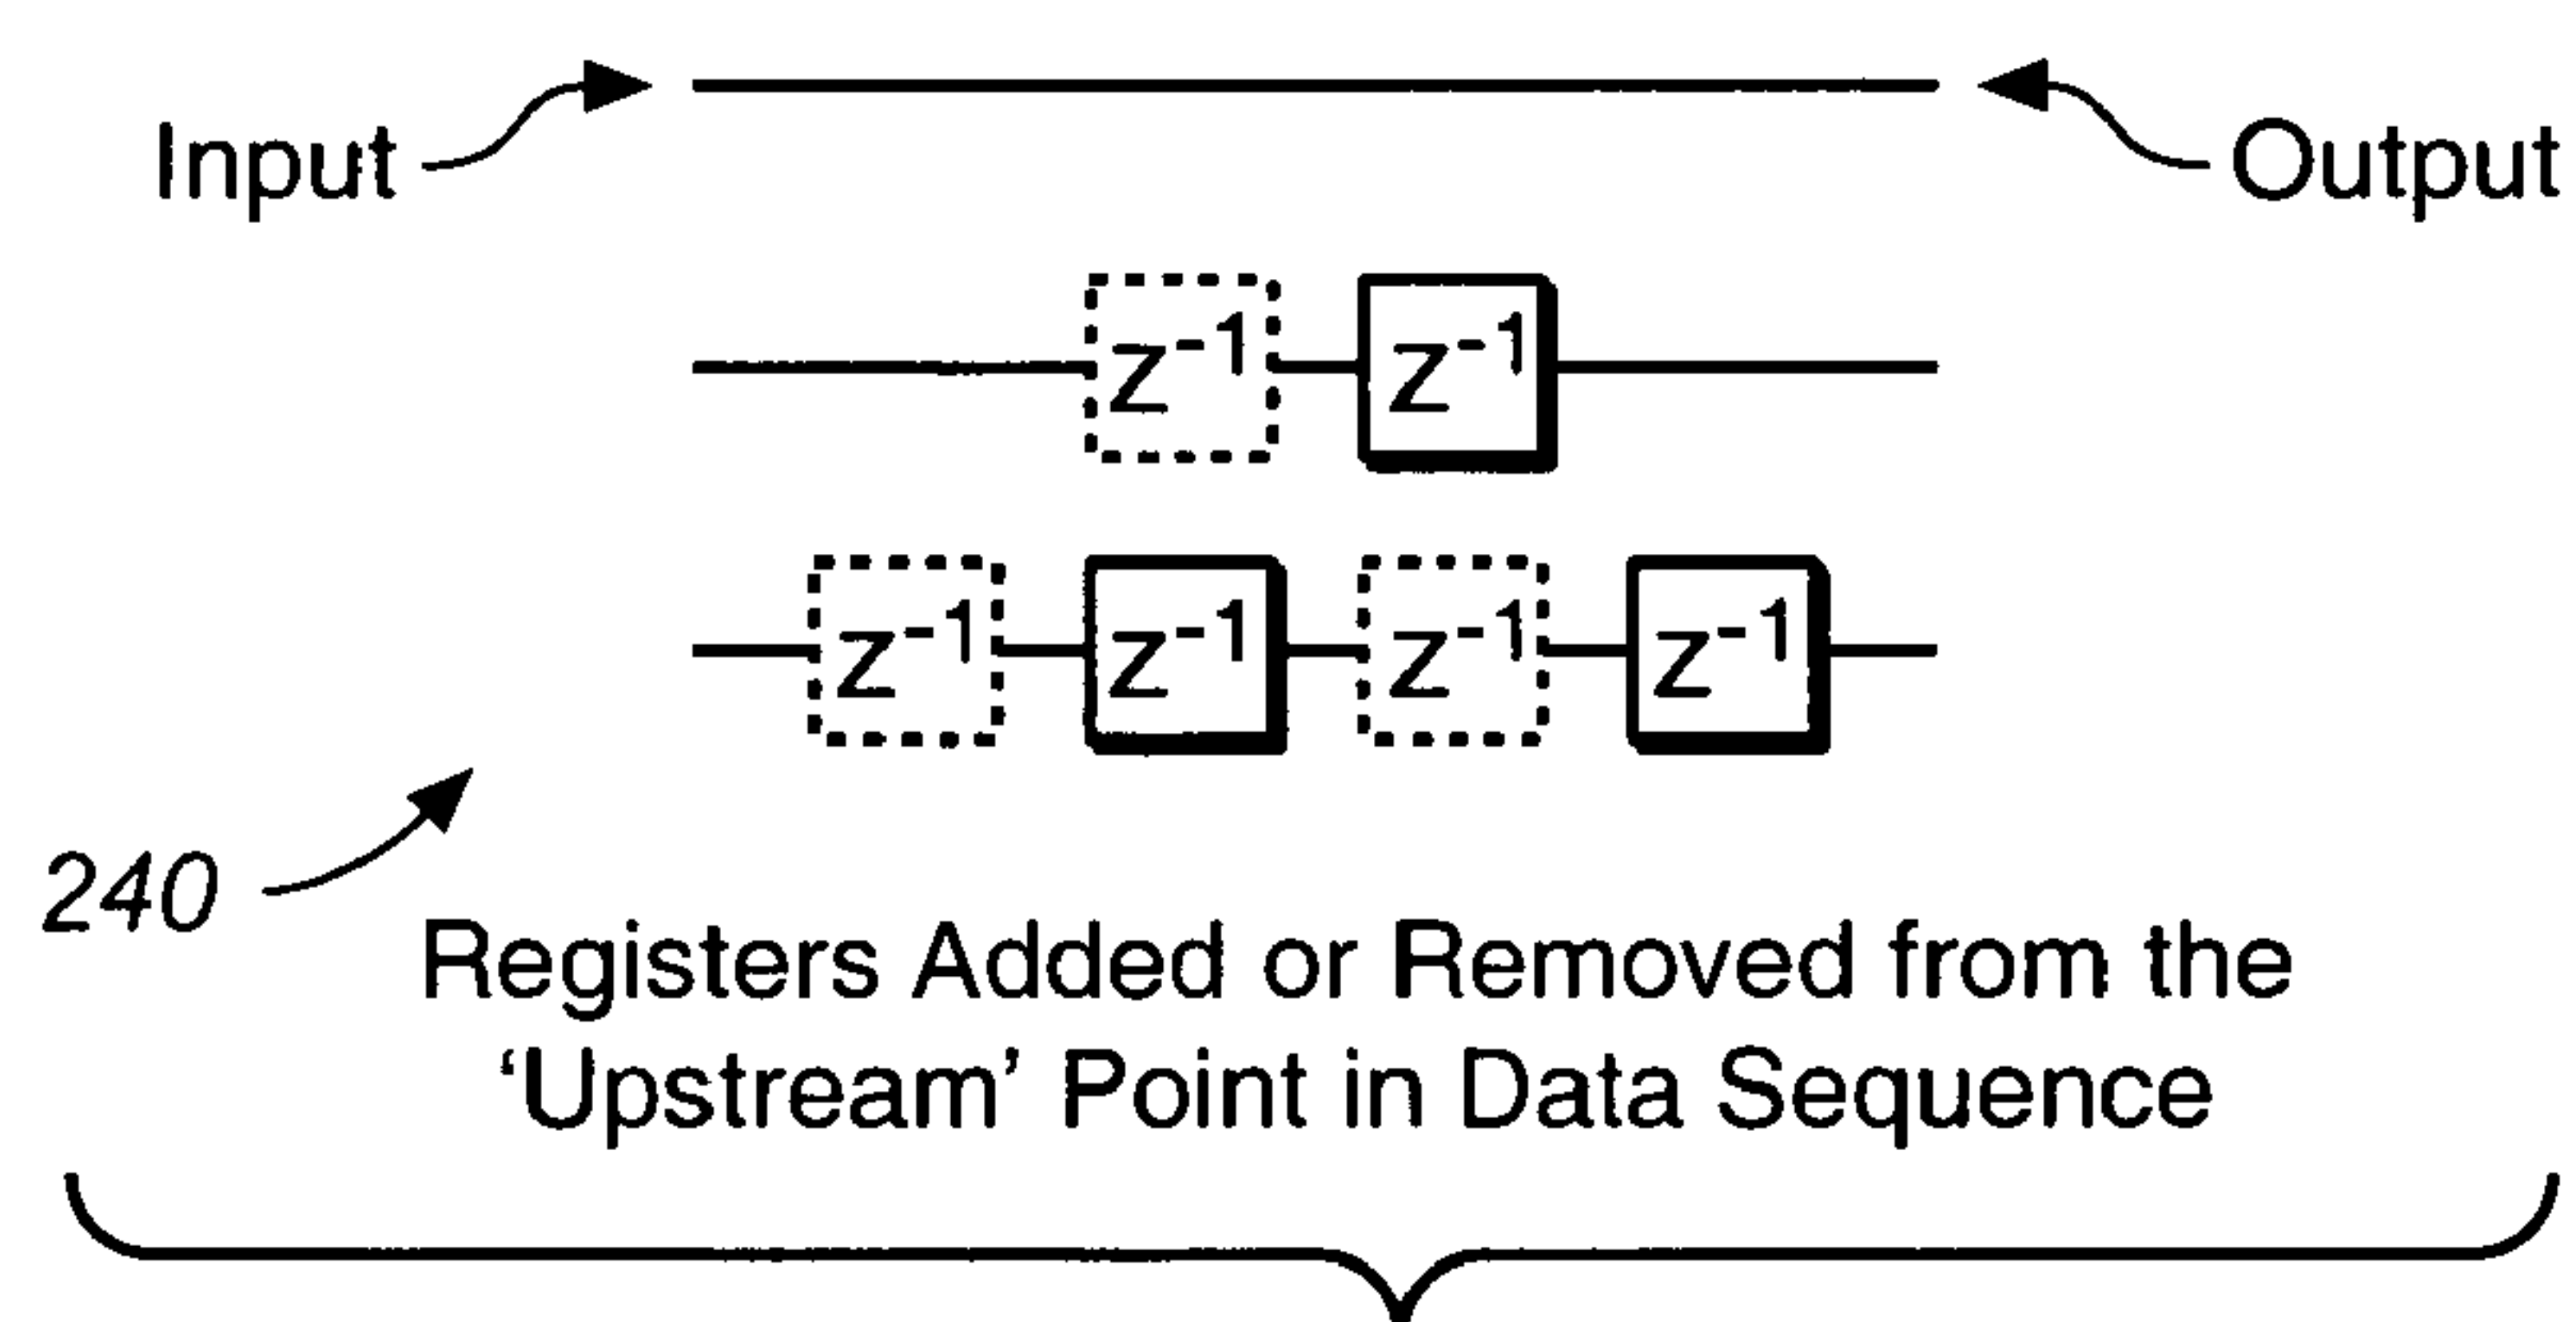 Input Output
z⁻¹ z⁻¹
z⁻¹ z⁻¹ z⁻¹ z⁻¹
240
Registers Added or Removed from the
‘Upstream’ Point in Data Sequence